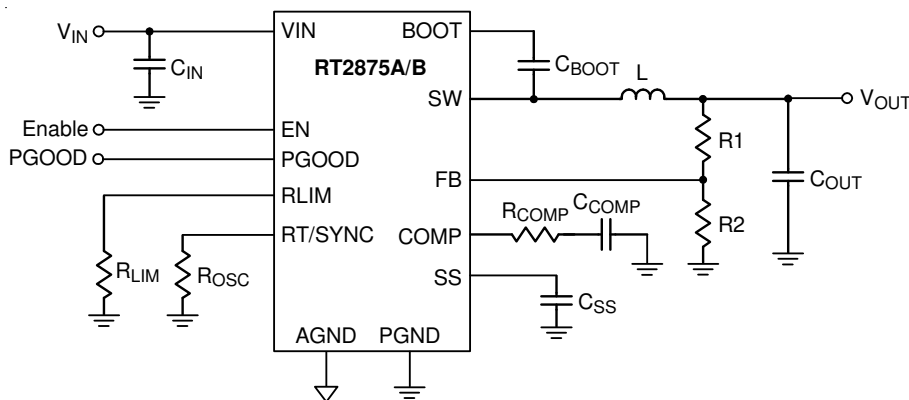 VIN
VIN
BOOT
CIN
RT2875A/B
CBOOT
L
SW
VOUT
Enable
EN
R1
PGOOD
PGOOD
FB
COUT
RLIM
RCOMP
CCOMP
R2
RT/SYNC
COMP
RLIM
ROSC
SS
CSS
AGND
PGND